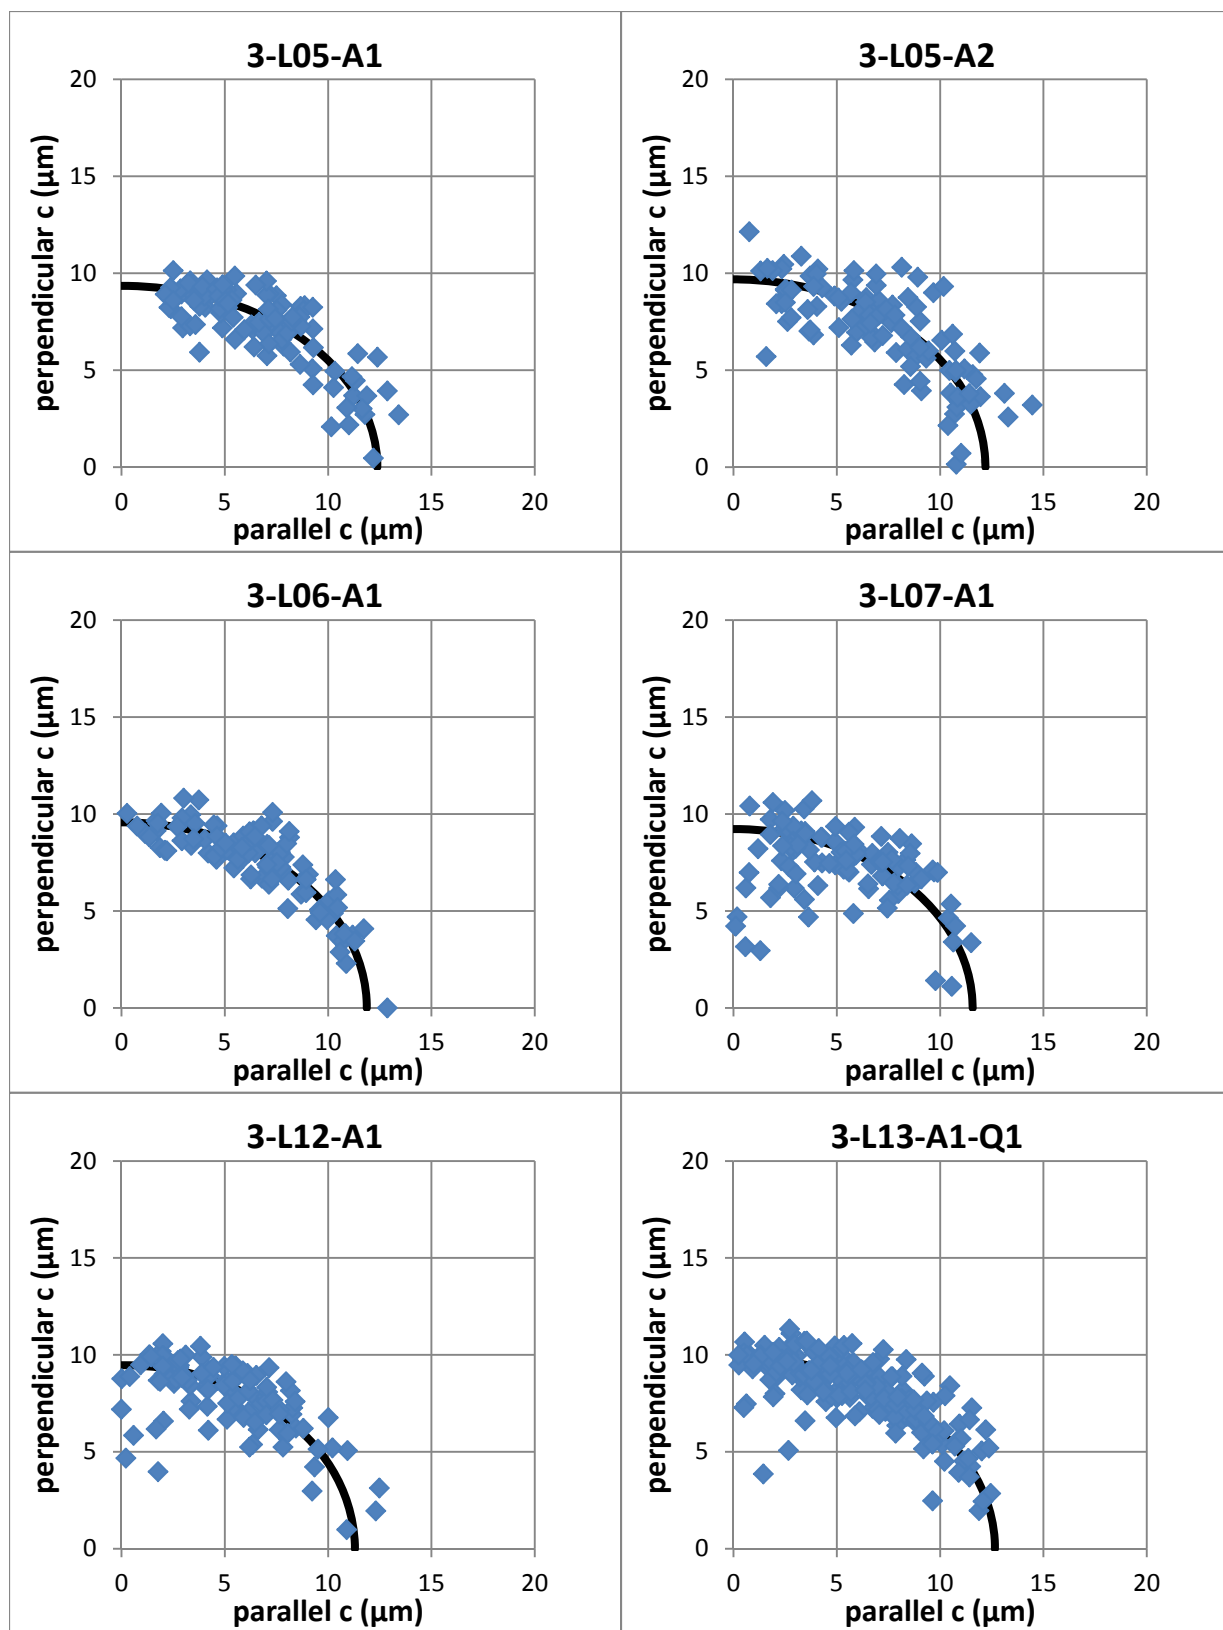 3-L05-A1
20
15
10
5
0
perpendicular c (µm)
0 5 10 15 20
parallel c (µm)
3-L05-A2
20
15
10
5
0
perpendicular c (µm)
0 5 10 15 20
parallel c (µm)
3-L06-A1
20
15
10
5
0
perpendicular c (µm)
0 5 10 15 20
parallel c (µm)
3-L07-A1
20
15
10
5
0
perpendicular c (µm)
0 5 10 15 20
parallel c (µm)
3-L12-A1
20
15
10
5
0
perpendicular c (µm)
0 5 10 15 20
parallel c (µm)
3-L13-A1-Q1
20
15
10
5
0
perpendicular c (µm)
0 5 10 15 20
parallel c (µm)